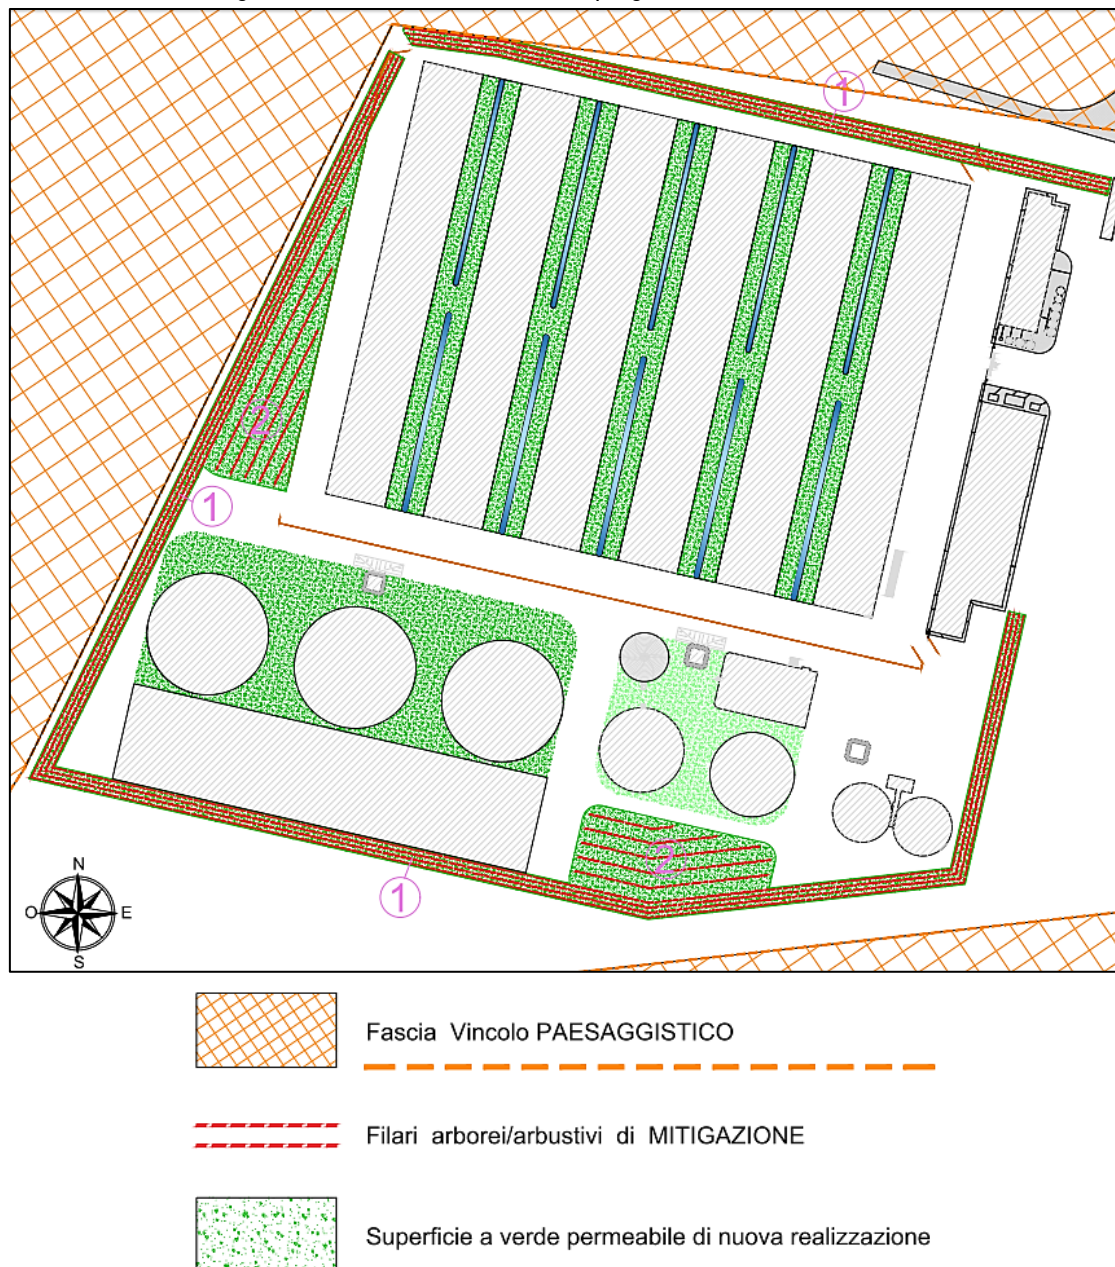 1
2
1
2
1
N
O E
S
Fascia Vincolo PAESAGGISTICO
Filari arborei/arbustivi di MITIGAZIONE
Superficie a verde permeabile di nuova realizzazione